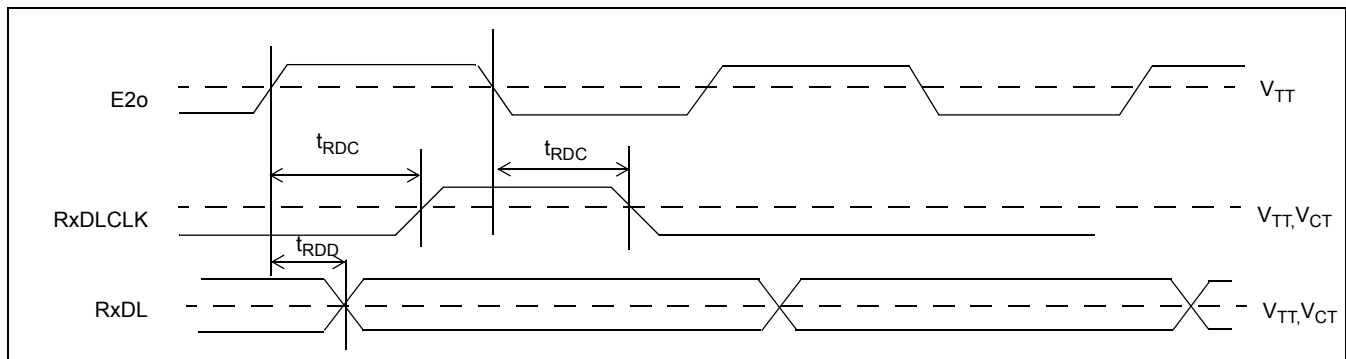 E2o
V_TT
t_RDC
t_RDC
RxDLCLK
V_TT,V_CT
t_RDD
RxDL
V_TT,V_CT